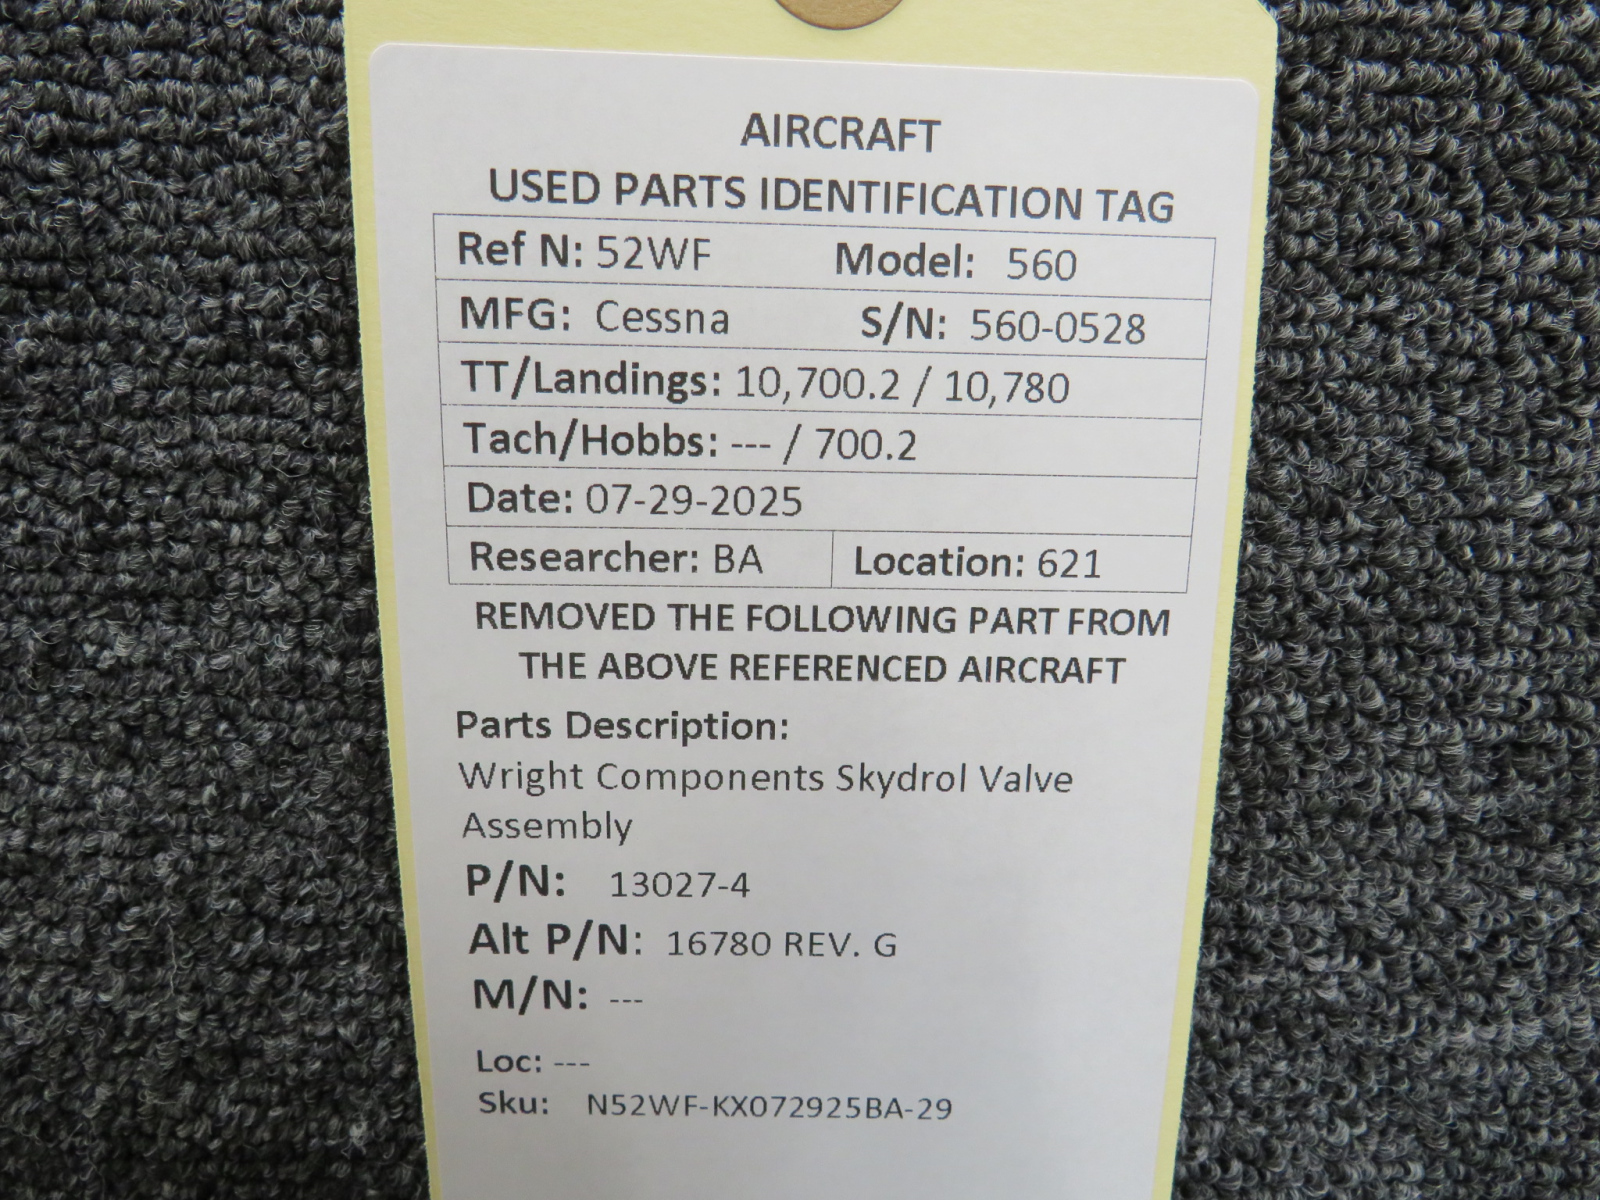 AIRCRAFT
USED PARTS IDENTIFICATION TAG
Ref N: 52WF Model: 560
MFG: Cessna S/N: 560-0528
TT/Landings: 10,700.2 / 10,780
Tach/Hobbs: --- / 700.2
Date: 07-29-2025
Researcher: BA Location: 621
REMOVED THE FOLLOWING PART FROM
THE ABOVE REFERENCED AIRCRAFT
Parts Description:
Wright Components Skydrol Valve
Assembly
P/N: 13027-4
Alt P/N: 16780 REV. G
M/N: ---
Loc: ---
Sku: N52WF-KX072925BA-29